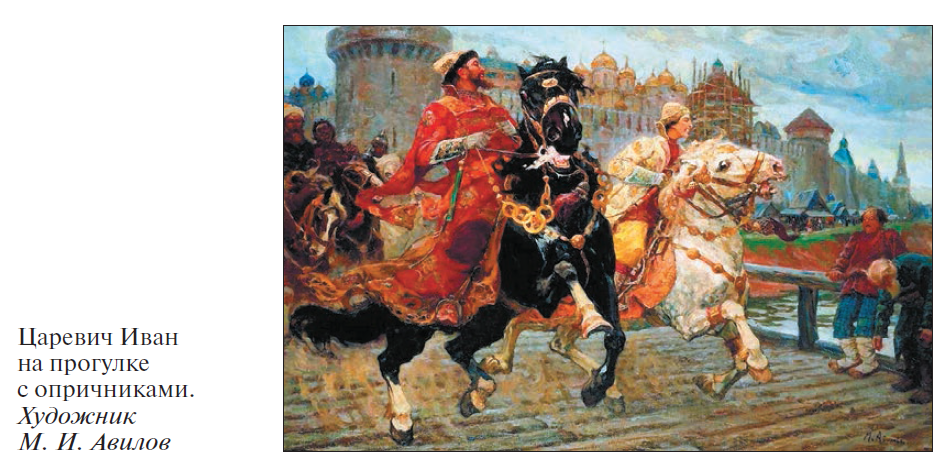 Царевич Иван
на прогулке
с опричниками.
Художник
М. И. Авилов